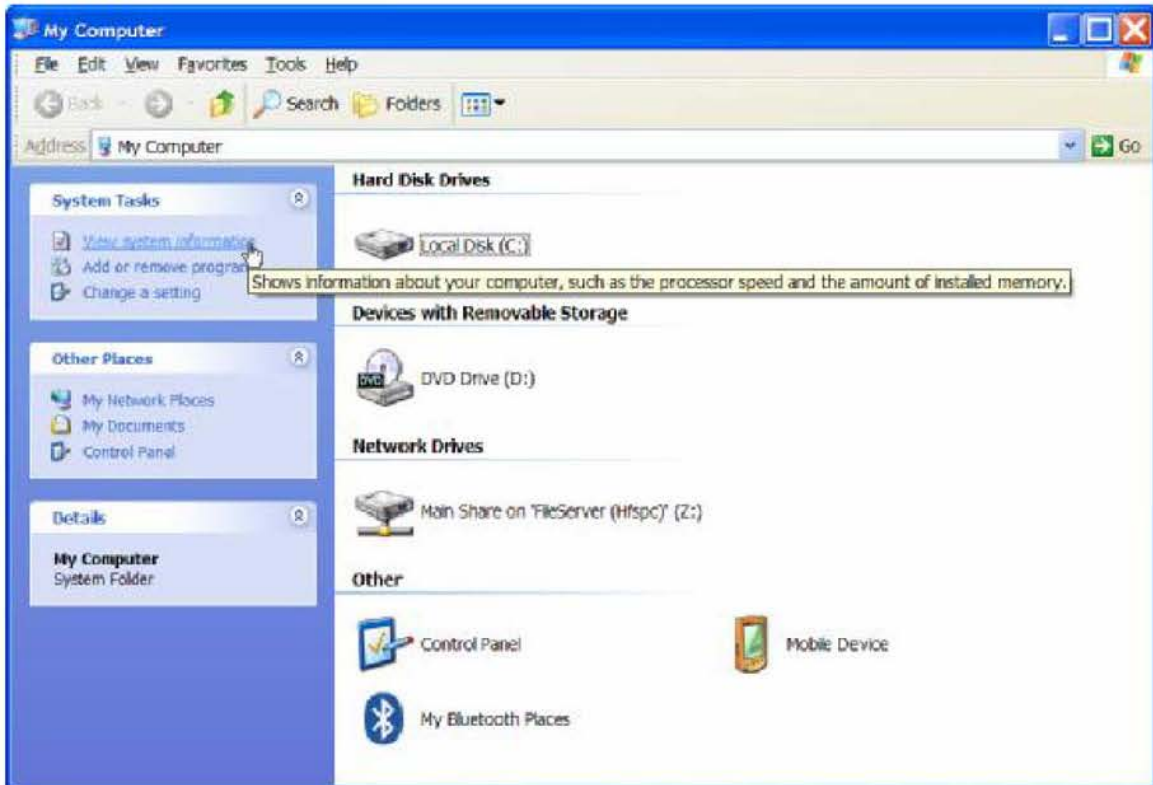 My Computer
File Edit View Favorites Tools Help
Back Search Folders
Address My Computer Go
System Tasks
View system information
Add or remove program
Change a setting
Other Places
My Network Places
My Documents
Control Panel
Details
My Computer
System Folder
Hard Disk Drives
Local Disk (C:)
Shows information about your computer, such as the processor speed and the amount of installed memory.
Devices with Removable Storage
DVD Drive (D:)
DVD
Network Drives
Main Share on 'FileServer (Hfspc)' (Z:)
Other
Control Panel
Mobile Device
My Bluetooth Places